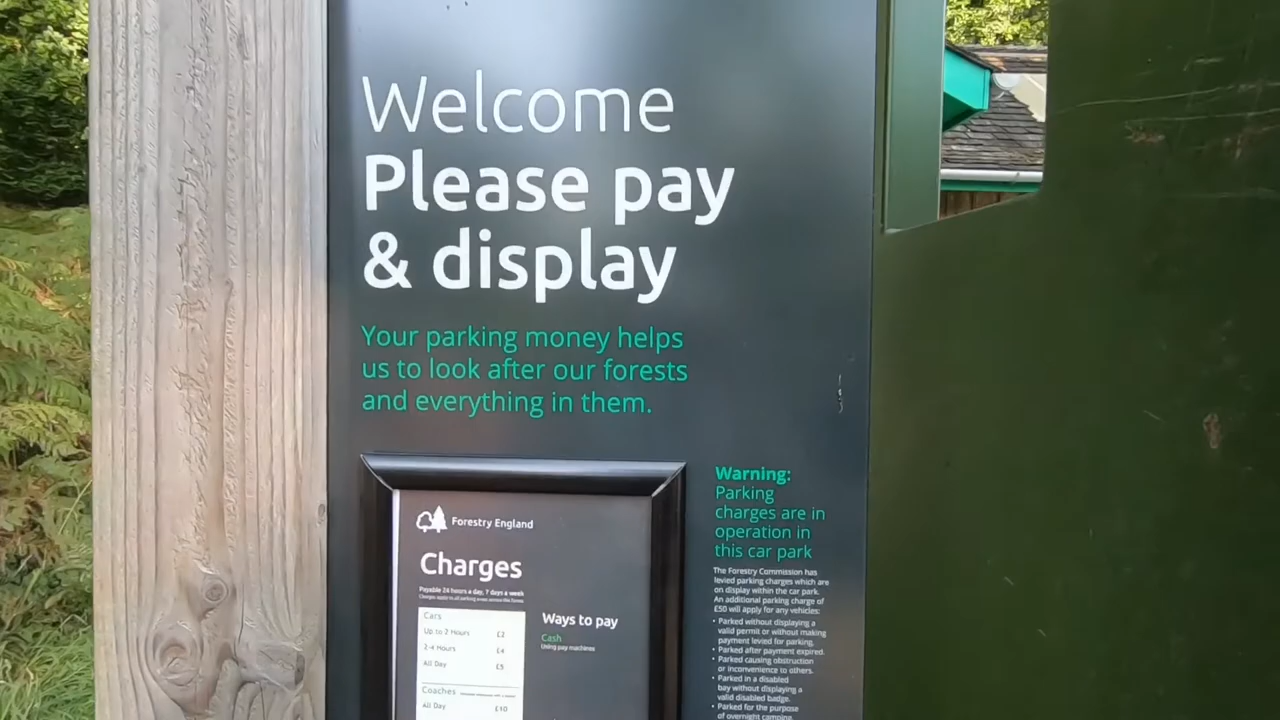 Welcome
Please pay
& display
Your parking money helps
us to look after our forests
and everything in them.
Forestry England
Charges
Payable 24 hours a day, 7 days a week
Cars
Up to 2 Hours £2
2-4 Hours £4
All Day £5
Coaches
All Day £10
Ways to pay
Cash
Using pay machines
Warning:
Parking
charges are in
operation in
this car park
The Forestry Commission has
levied parking charges which are
on display within the car park.
An additional parking charge of
£50 will apply for any vehicles:
• Parked without displaying a
valid permit or without making
payment levied for parking.
• Parked after payment expired.
• Parked causing obstruction
or inconvenience to others.
• Parked in a disabled
bay without displaying a
valid disabled badge.
• Parked for the purpose
of overnight camping.